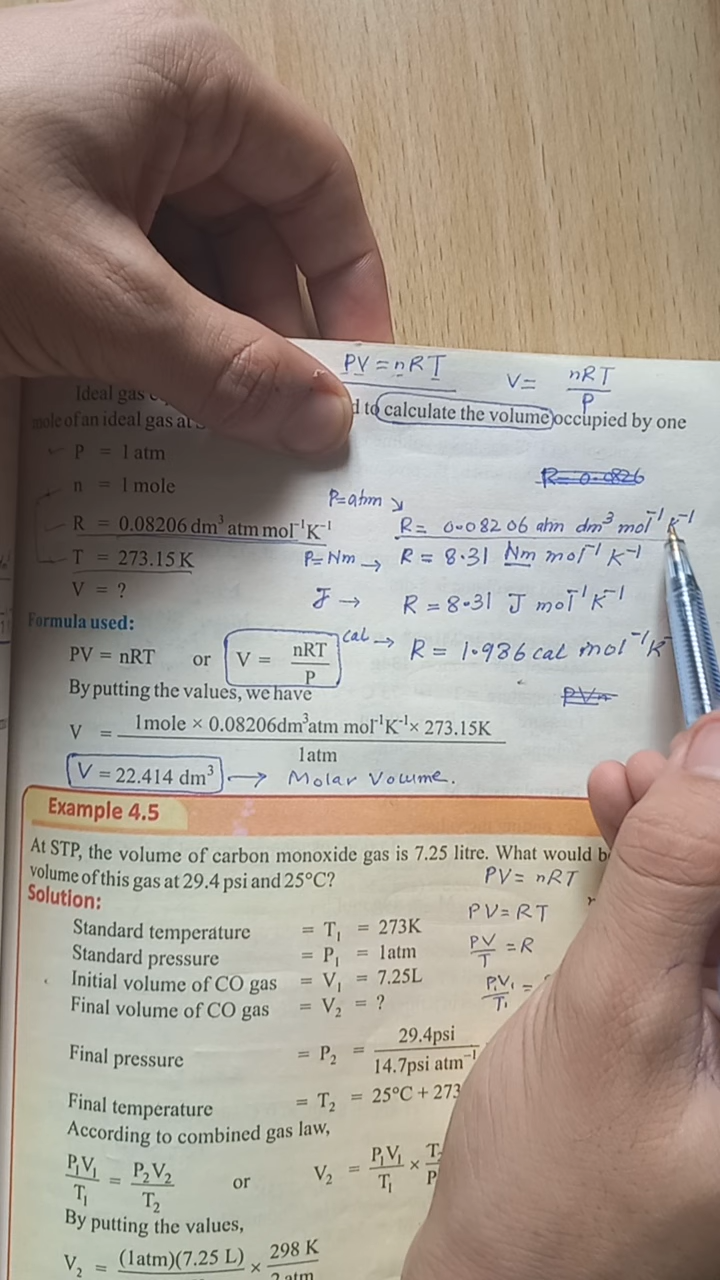 PV = nRT V = nRT / P
Ideal gas d to calculate the volume occupied by one
mole of an ideal gas at
P = 1 atm
R = 0.0826
n = 1 mole
P=atm ↘
R = 0.08206 dm³ atm mol⁻¹K⁻¹ R = 0.08206 atm dm³ mol⁻¹ K⁻¹
T = 273.15 K P=Nm → R = 8.31 Nm mol⁻¹ K⁻¹
V = ?
J → R = 8.31 J mol⁻¹ K⁻¹
Formula used:
PV = nRT or V = nRT / P cal → R = 1.986 cal mol⁻¹ K
By putting the values, we have PVn
V = 1mole × 0.08206dm³atm mol⁻¹K⁻¹× 273.15K / 1atm
V = 22.414 dm³ → Molar Volume.
Example 4.5
At STP, the volume of carbon monoxide gas is 7.25 litre. What would b
volume of this gas at 29.4 psi and 25°C? PV = nRT
Solution:
PV = RT
Standard temperature = T₁ = 273K
PV / T = R
Standard pressure = P₁ = 1atm
Initial volume of CO gas = V₁ = 7.25L P₁V₁ / T₁ =
Final volume of CO gas = V₂ = ?
Final pressure = P₂ = 29.4psi / 14.7psi atm⁻¹
Final temperature = T₂ = 25°C + 273
According to combined gas law,
P₁V₁ / T₁ = P₂V₂ / T₂ or V₂ = P₁V₁ / T₁ × T / P
By putting the values,
V₂ = (1atm)(7.25 L) × 298 K / 2 atm